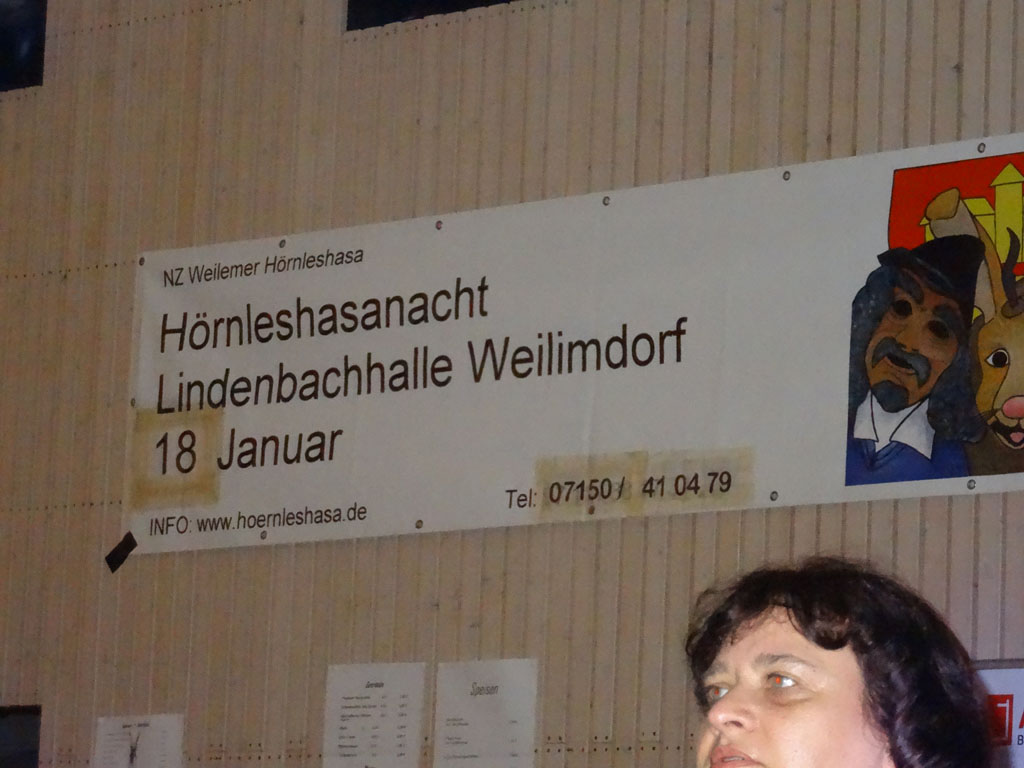 NZ Weilemer Hörnleshasa
Hörnleshasanacht
Lindenbachhalle Weilimdorf
18 Januar
Tel: 07150 / 41 04 79
INFO: www.hoernleshasa.de
Speisen